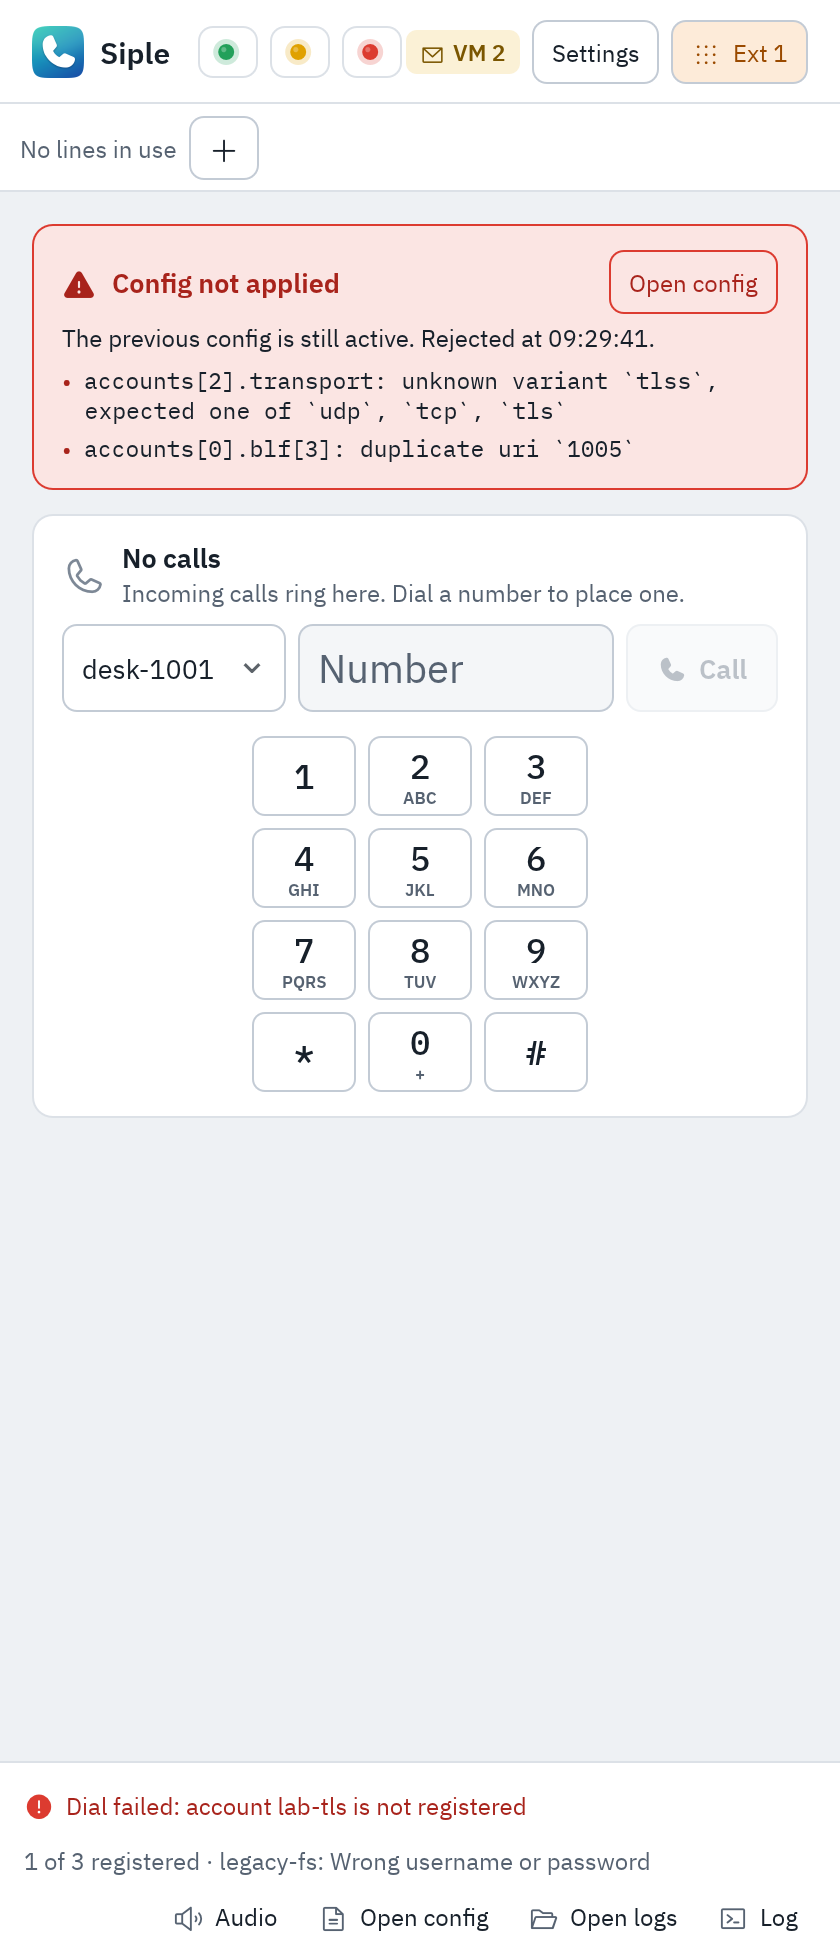 Siple
VM 2
Settings
Ext 1
No lines in use
Config not applied
Open config
The previous config is still active. Rejected at 09:29:41.
• accounts[2].transport: unknown variant `tlss`,
expected one of `udp`, `tcp`, `tls`
• accounts[0].blf[3]: duplicate uri `1005`
No calls
Incoming calls ring here. Dial a number to place one.
desk-1001
Number
Call
1
2
ABC
3
DEF
4
GHI
5
JKL
6
MNO
7
PQRS
8
TUV
9
WXYZ
*
0
+
#
Dial failed: account lab-tls is not registered
1 of 3 registered · legacy-fs: Wrong username or password
Audio
Open config
Open logs
Log